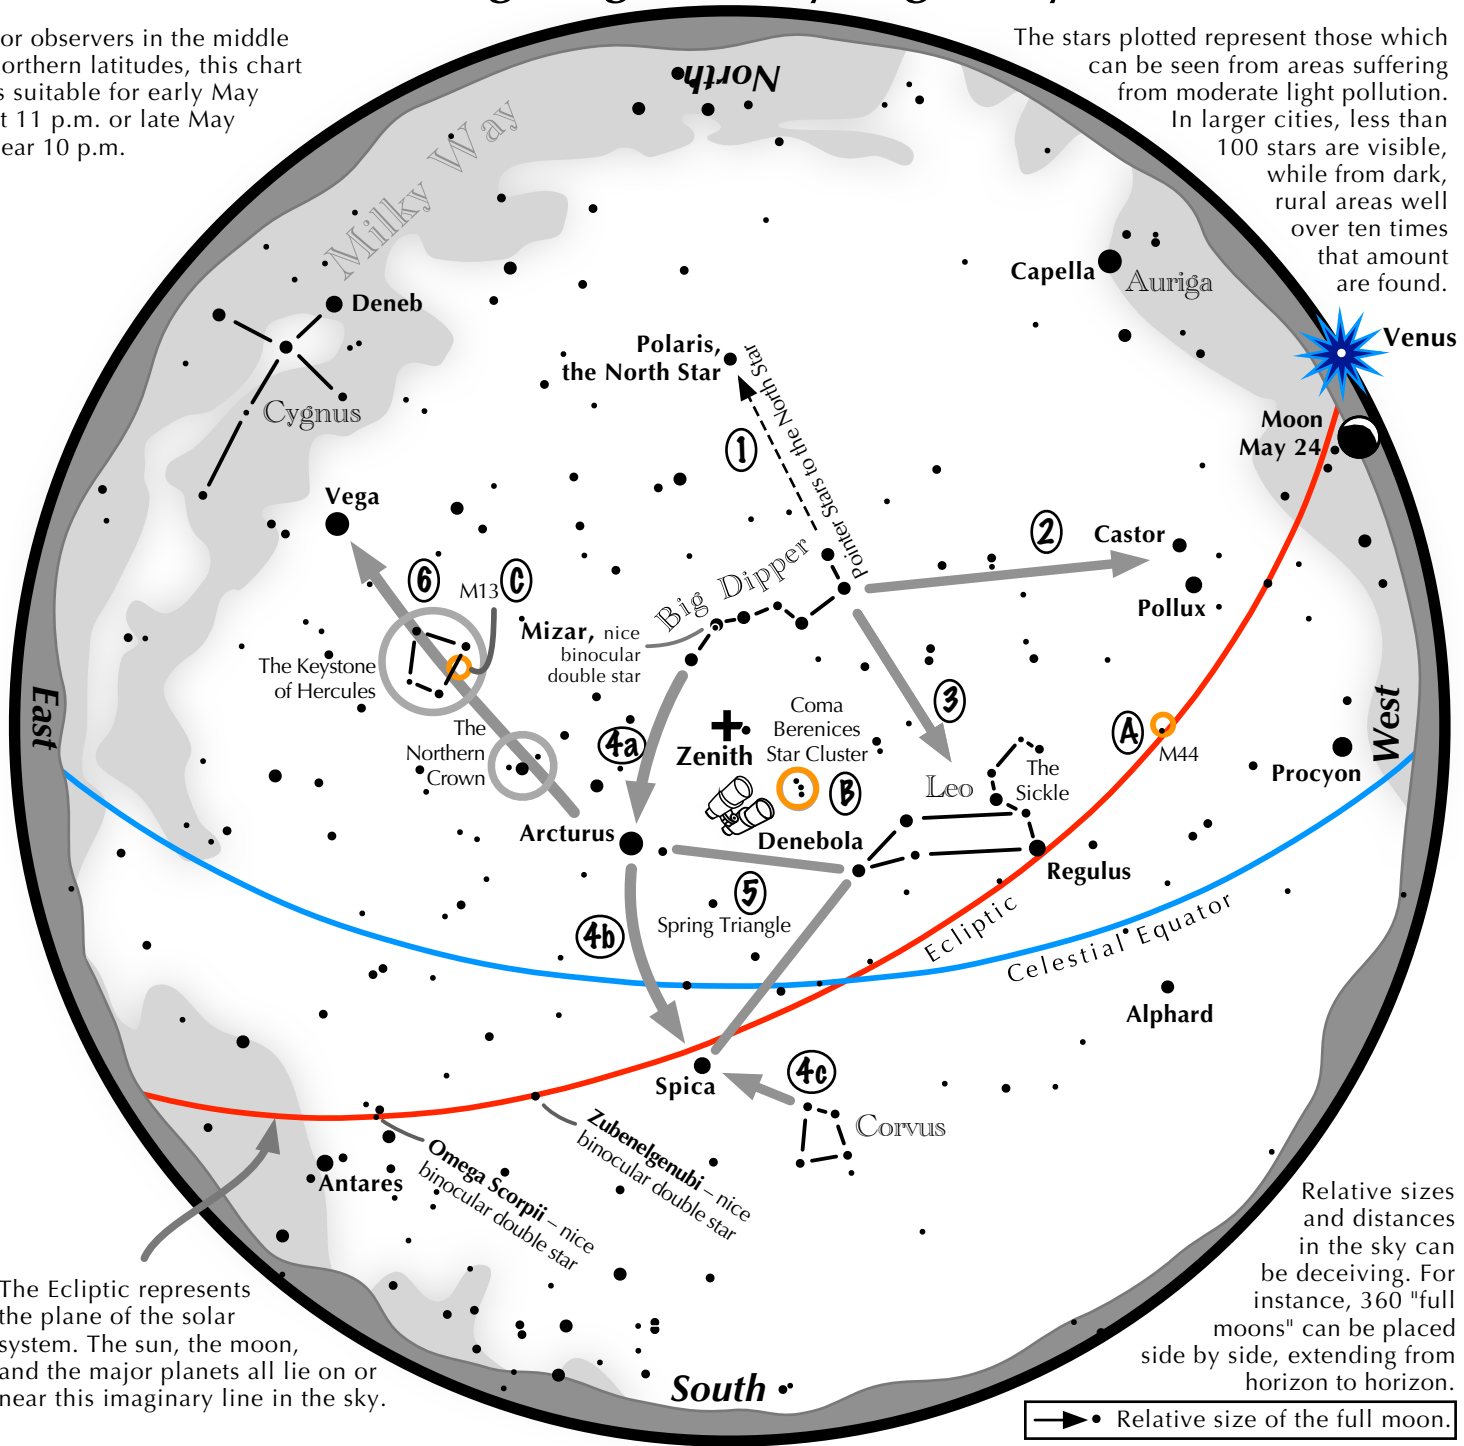 or observers in the middle
orthern latitudes, this chart
s suitable for early May
t 11 p.m. or late May
ear 10 p.m.
The stars plotted represent those which
can be seen from areas suffering
from moderate light pollution.
In larger cities, less than
100 stars are visible,
while from dark,
rural areas well
over ten times
that amount
are found.
North
Milky Way
Deneb
Cygnus
Capella
Auriga
Venus
Moon
May 24
Polaris,
the North Star
Pointer Stars to the North Star
1
Vega
6
M13
C
Big Dipper
2
Castor
Pollux
Mizar, nice
binocular
double star
The Keystone
of Hercules
The
Northern
Crown
East
4a
Zenith
Coma
Berenices
Star Cluster
B
3
Leo
The
Sickle
A
M44
Procyon
West
Arcturus
Denebola
Regulus
5
Spring Triangle
4b
Ecliptic
Celestial Equator
Alphard
Spica
4c
Corvus
Zubenelgenubi – nice
binocular double star
Omega Scorpii – nice
binocular double star
Antares
The Ecliptic represents
the plane of the solar
system. The sun, the moon,
and the major planets all lie on or
near this imaginary line in the sky.
South
Relative sizes
and distances
in the sky can
be deceiving. For
instance, 360 "full
moons" can be placed
side by side, extending from
horizon to horizon.
Relative size of the full moon.